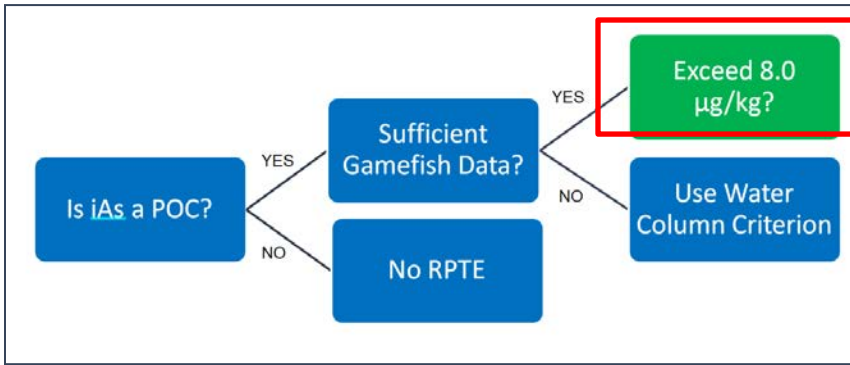 Is iAs a POC?
YES
NO
Sufficient
Gamefish Data?
No RPTE
YES
NO
Exceed 8.0
µg/kg?
Use Water
Column Criterion